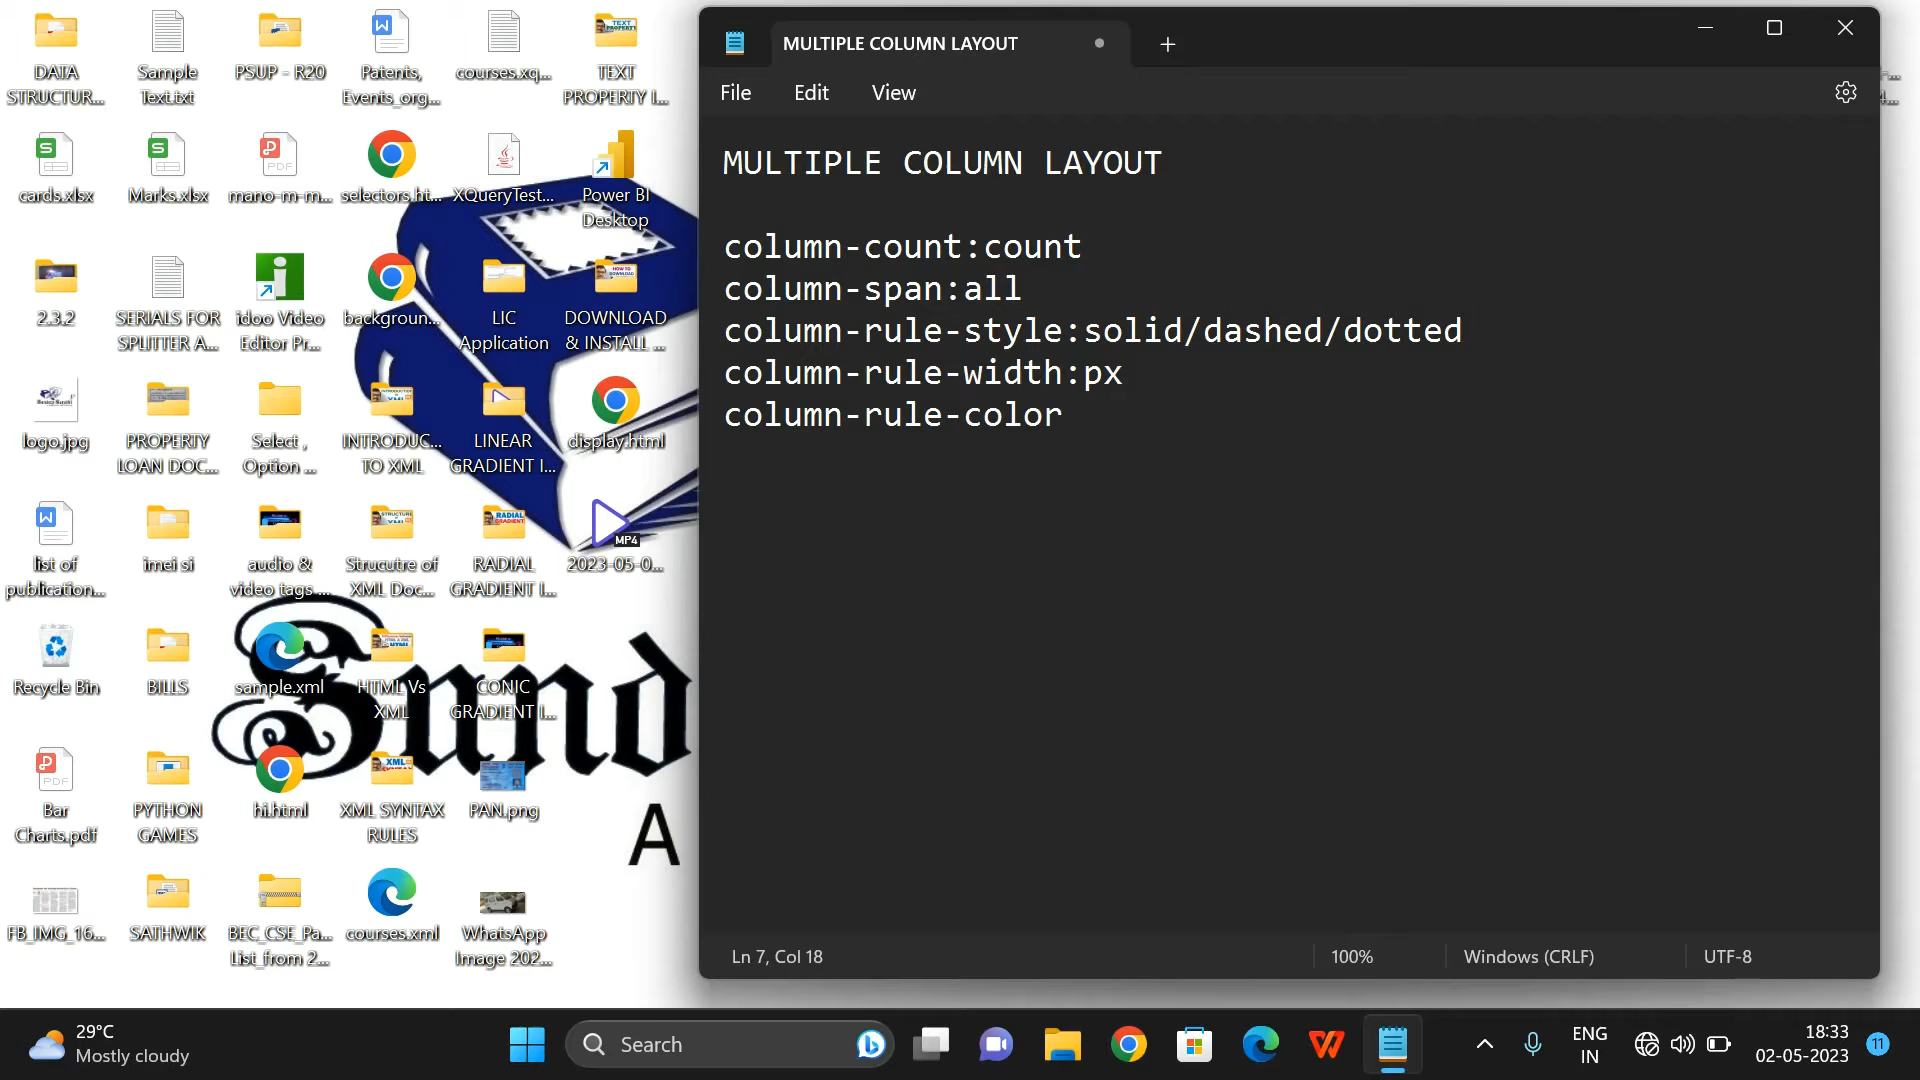 DATA
STRUCTUR...
Sample
Text.txt
PSUP - R20
Patents,
Events_org...
courses.xq...
TEXT
PROPERTY I...
cards.xlsx
Marks.xlsx
mano-m-m...
selectors.ht...
XQueryTest...
Power BI
Desktop
2.3.2
SERIALS FOR
SPLITTER A...
idoo Video
Editor Pr...
backgroun...
LIC
Application
DOWNLOAD
& INSTALL ...
logo.jpg
PROPERTY
LOAN DOC...
Select ,
Option ...
INTRODUC...
TO XML
LINEAR
GRADIENT I...
display.html
list of
publication...
imei si
audio &
video tags ...
Strucutre of
XML Doc...
RADIAL
GRADIENT I...
MP4
2023-05-0...
Recycle Bin
BILLS
sample.xml
HTML Vs
XML
CONIC
GRADIENT I...
Bar
Charts.pdf
PYTHON
GAMES
hi.html
XML SYNTAX
RULES
PAN.png
FB_IMG_16...
SATHWIK
BEC_CSE_Pa...
List_from 2...
courses.xml
WhatsApp
Image 202...
Sand
A
MULTIPLE COLUMN LAYOUT
File Edit View
MULTIPLE COLUMN LAYOUT
column-count:count
column-span:all
column-rule-style:solid/dashed/dotted
column-rule-width:px
column-rule-color
Ln 7, Col 18
100%
Windows (CRLF)
UTF-8
29°C
Mostly cloudy
Search
ENG
IN
18:33
02-05-2023
11